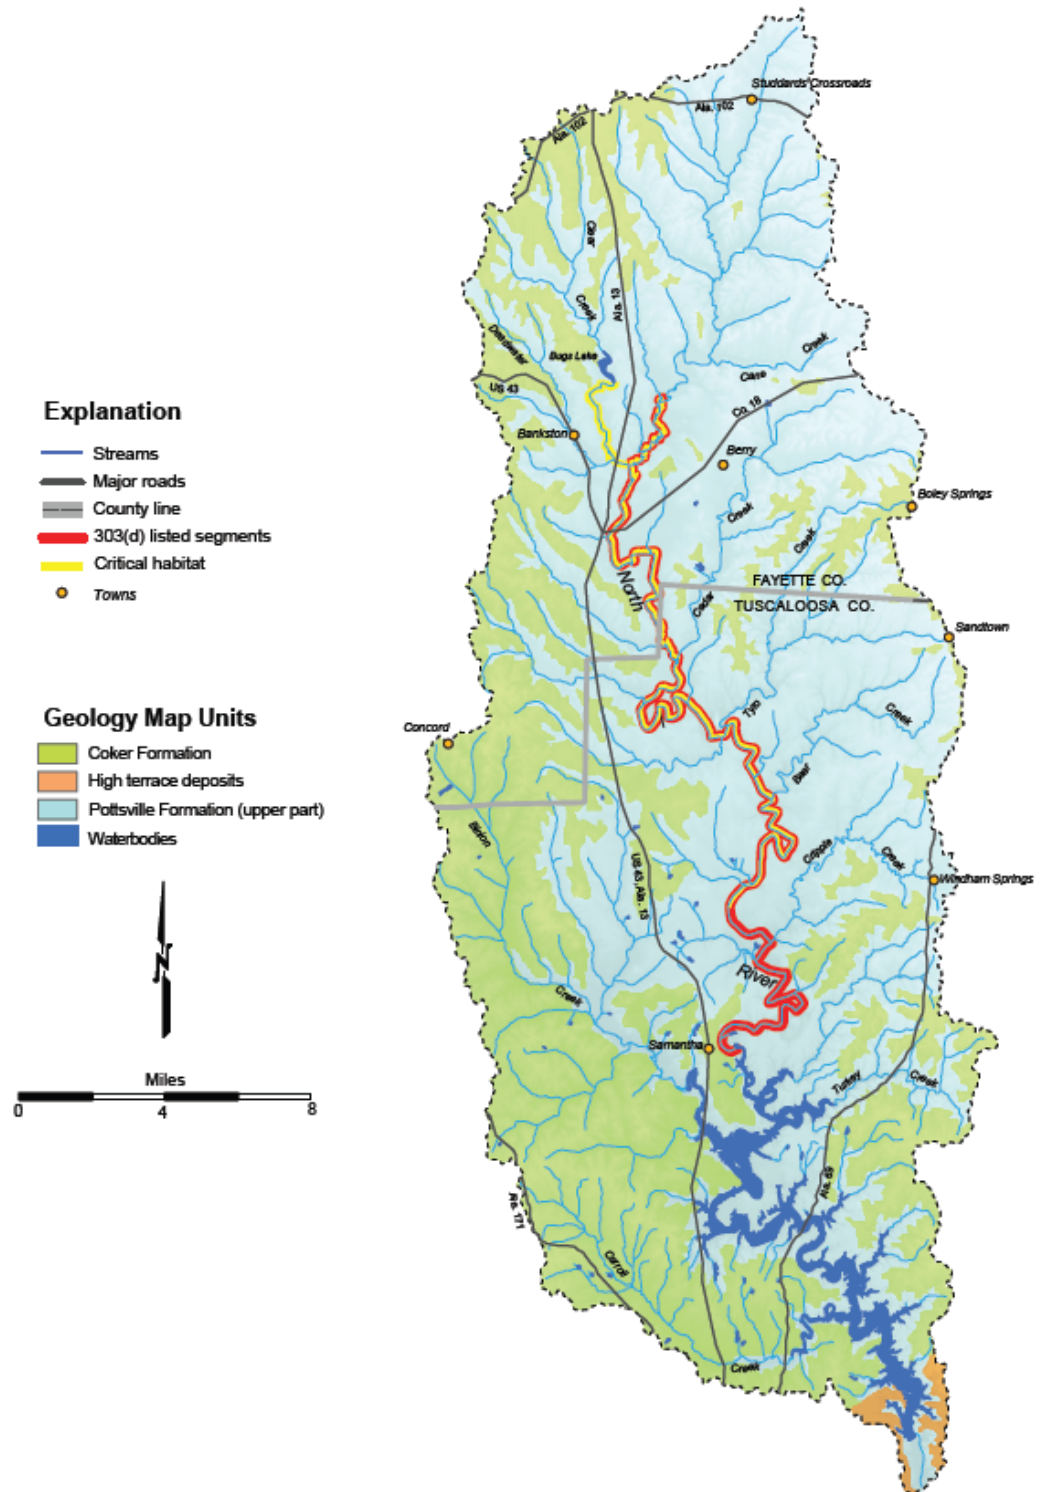 Studdards Crossroads
Ala. 102
Ala. 102
Clear
Creek
Ala. 13
Deadwater
Bugs Lake
Creek
Cane
US 43
Co. 18
Bankston
Berry
Boley Springs
Creek
Creek
North
FAYETTE CO.
TUSCALOOSA CO.
Cedar
Sandtown
Tyro
Creek
Concord
Bear
Binion
Cripple
Creek
US 43, Ala. 13
Windham Springs
River
Creek
Samantha
Turkey
Creek
Ala. 69
Carroll
Creek
Explanation
Streams
Major roads
County line
303(d) listed segments
Critical habitat
Towns
Geology Map Units
Coker Formation
High terrace deposits
Pottsville Formation (upper part)
Waterbodies
N
Miles
0
4
8